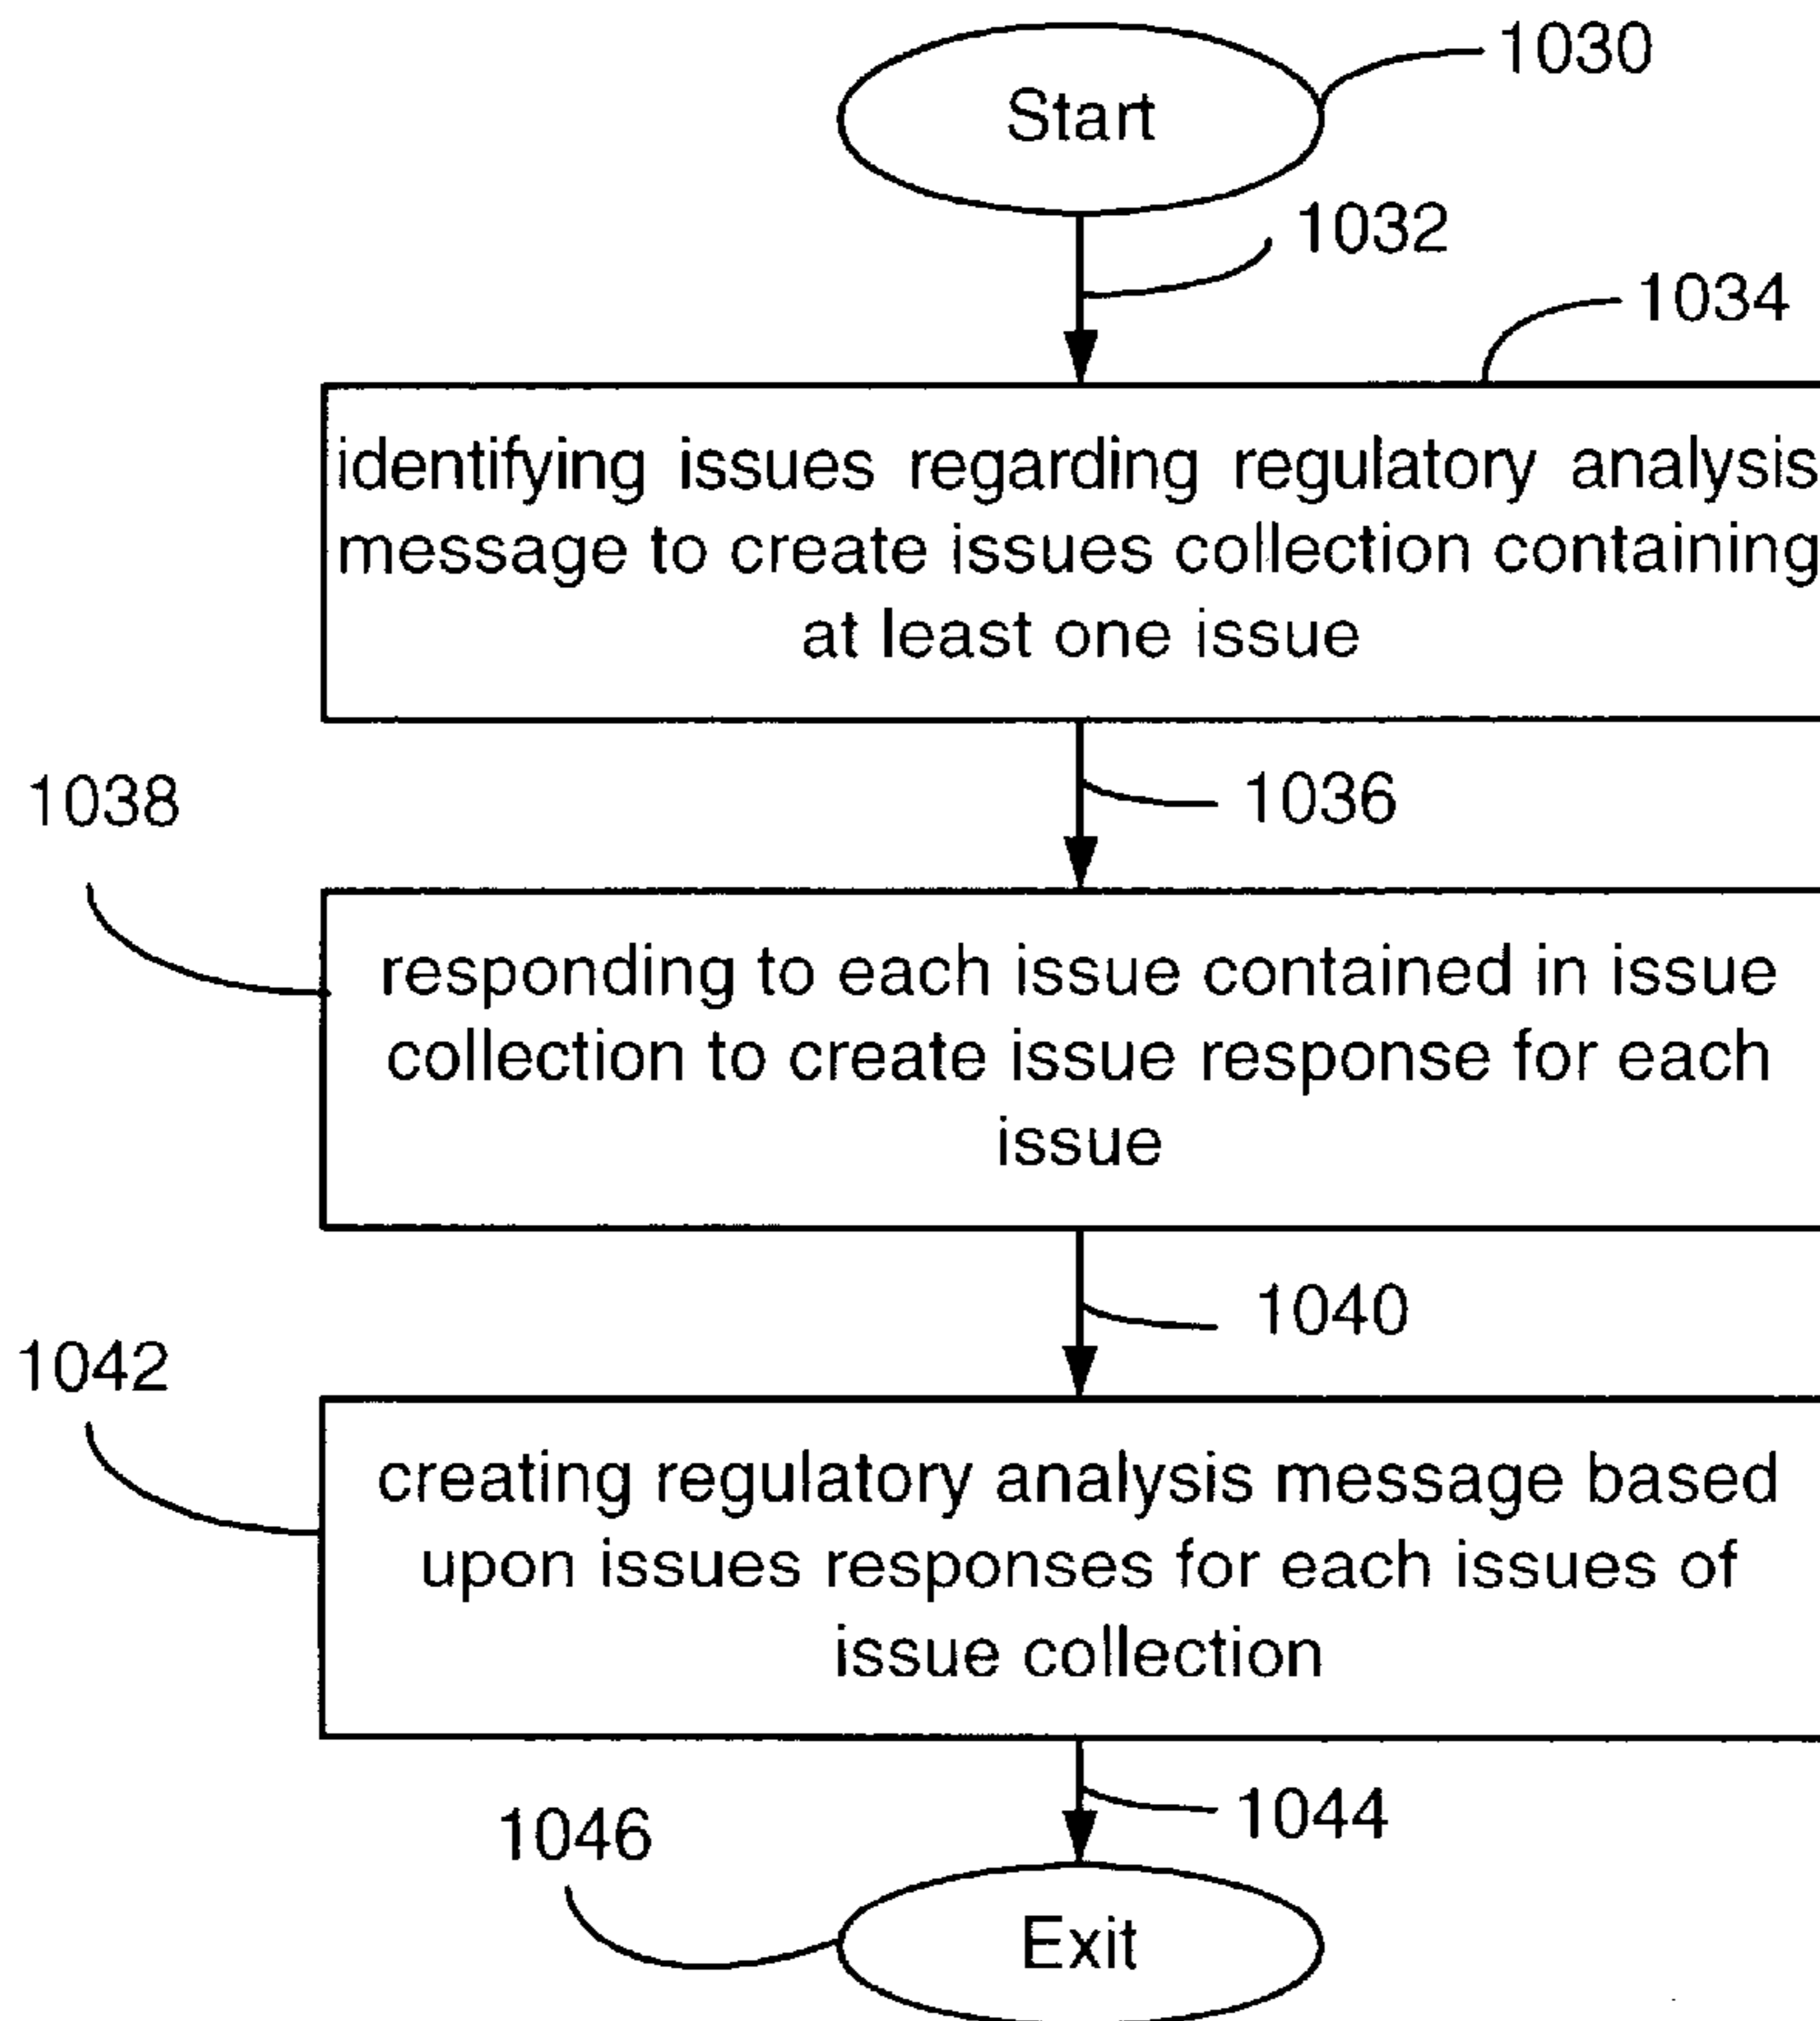 1030
Start
1032
1034
identifying issues regarding regulatory analysis
message to create issues collection containing
at least one issue
1036
1038
responding to each issue contained in issue
collection to create issue response for each
issue
1040
1042
creating regulatory analysis message based
upon issues responses for each issues of
issue collection
1044
1046
Exit